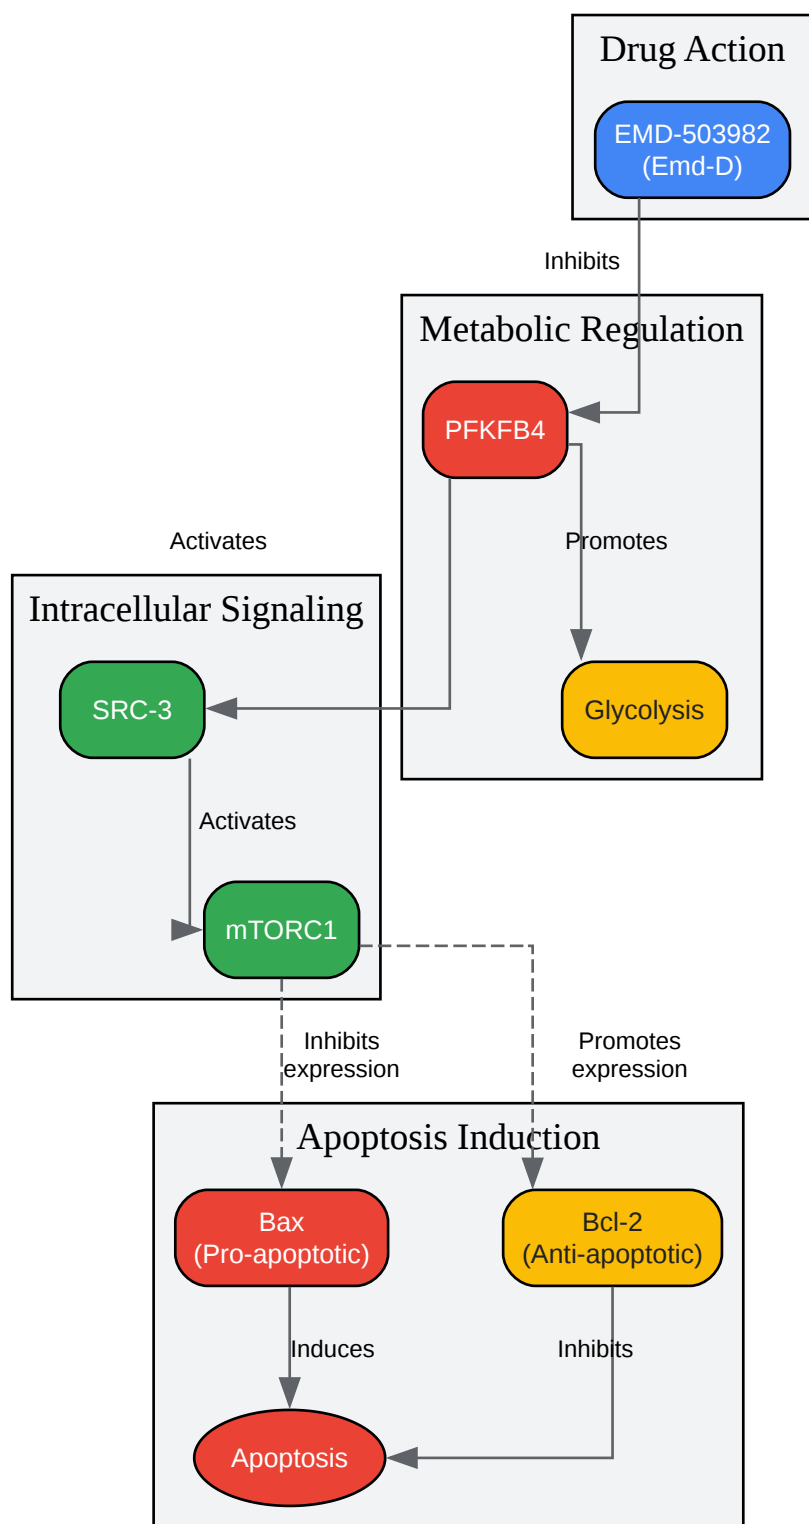 Drug Action
EMD-503982
(Emd-D)
Inhibits
Metabolic Regulation
PFKFB4
Activates
Promotes
Intracellular Signaling
SRC-3
Glycolysis
Activates
mTORC1
Inhibits
expression
Promotes
expression
Apoptosis Induction
Bax
(Pro-apoptotic)
Bcl-2
(Anti-apoptotic)
Induces
Inhibits
Apoptosis